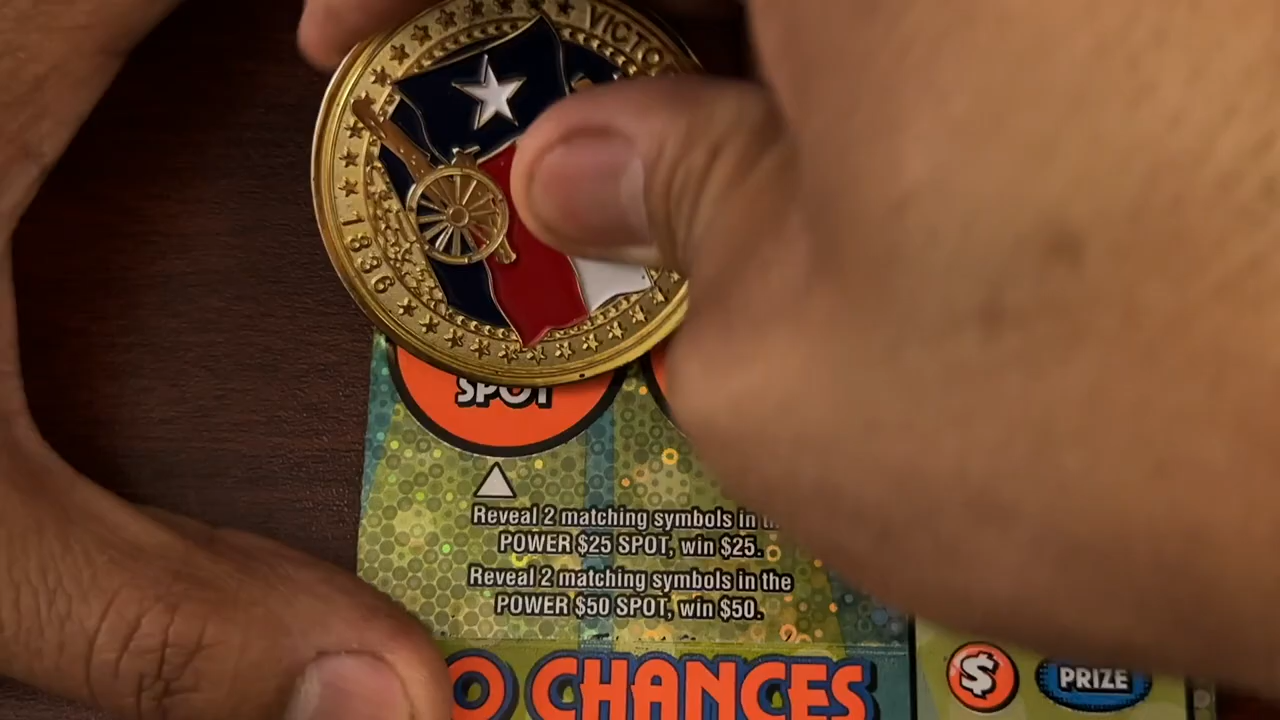 VICTO
1836
SPOT
Reveal 2 matching symbols in
POWER $25 SPOT, win $25.
Reveal 2 matching symbols in the
POWER $50 SPOT, win $50.
O CHANCES
$ PRIZE